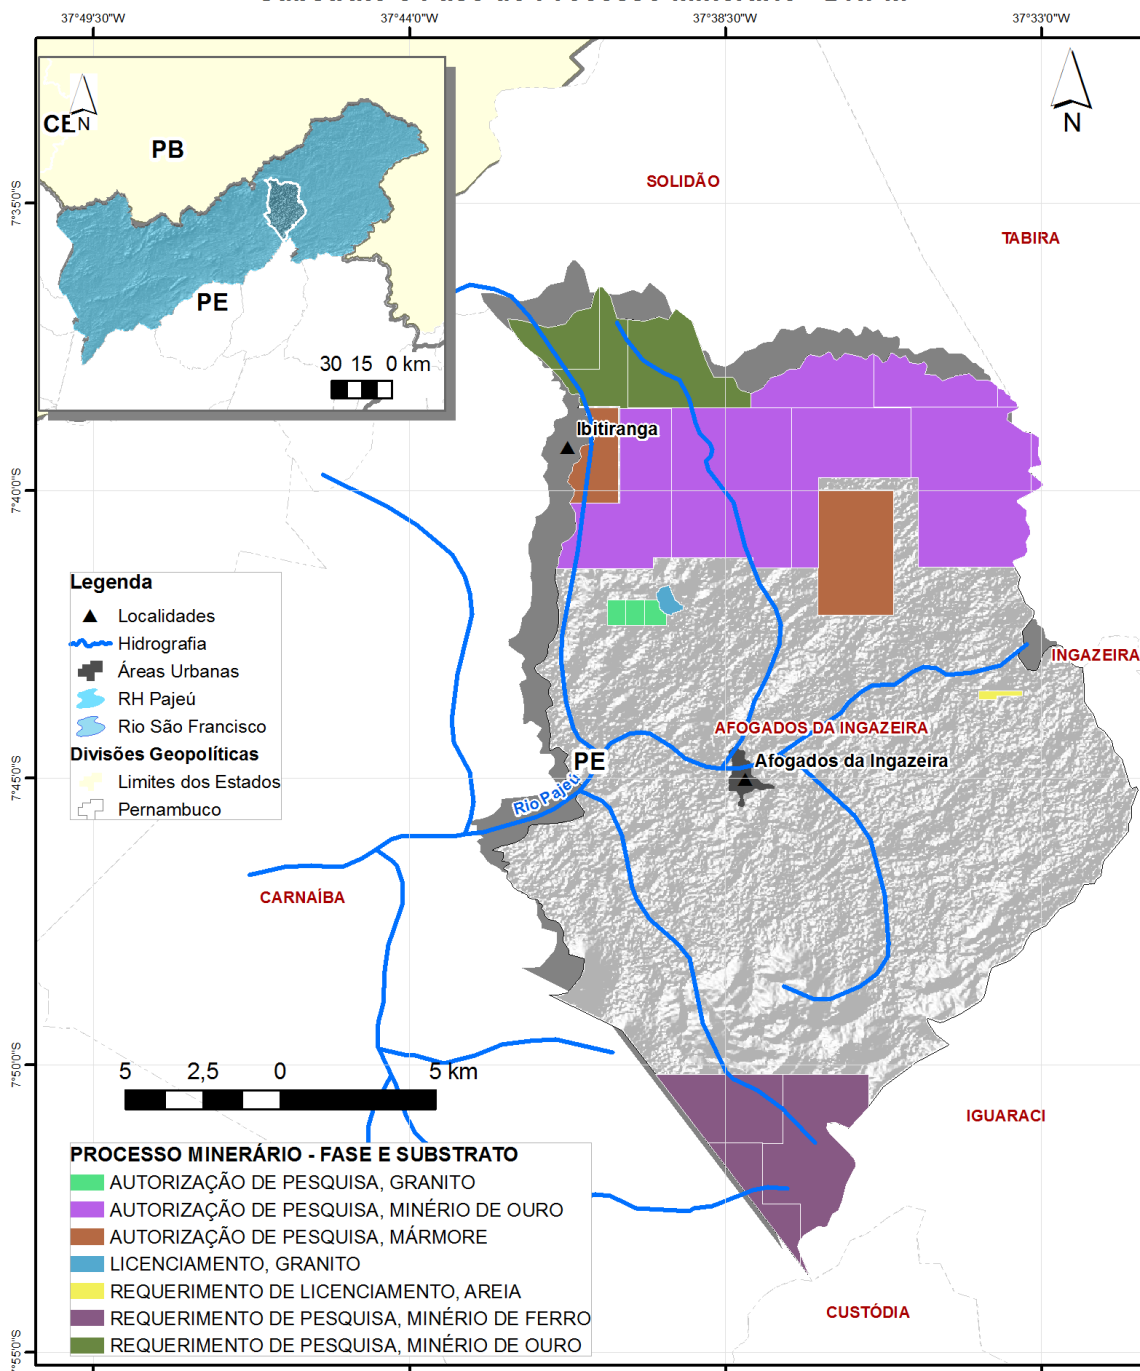 37°49'30"W
37°44'0"W
37°38'30"W
37°33'0"W
N
CE
N
PB
SOLIDÃO
7°35'0"S
TABIRA
PE
30 15 0 km
Ibitiranga
7°40'0"S
Legenda
Localidades
Hidrografia
Áreas Urbanas
RH Pajeú
Rio São Francisco
Divisões Geopolíticas
Limites dos Estados
Pernambuco
INGAZEIRA
AFOGADOS DA INGAZEIRA
PE
Afogados da Ingazeira
7°45'0"S
Rio Pajeú
CARNAÍBA
7°50'0"S
5 2,5 0 5 km
IGUARACI
PROCESSO MINERÁRIO - FASE E SUBSTRATO
AUTORIZAÇÃO DE PESQUISA, GRANITO
AUTORIZAÇÃO DE PESQUISA, MINÉRIO DE OURO
AUTORIZAÇÃO DE PESQUISA, MÁRMORE
LICENCIAMENTO, GRANITO
REQUERIMENTO DE LICENCIAMENTO, AREIA
REQUERIMENTO DE PESQUISA, MINÉRIO DE FERRO
REQUERIMENTO DE PESQUISA, MINÉRIO DE OURO
CUSTÓDIA
7°55'0"S